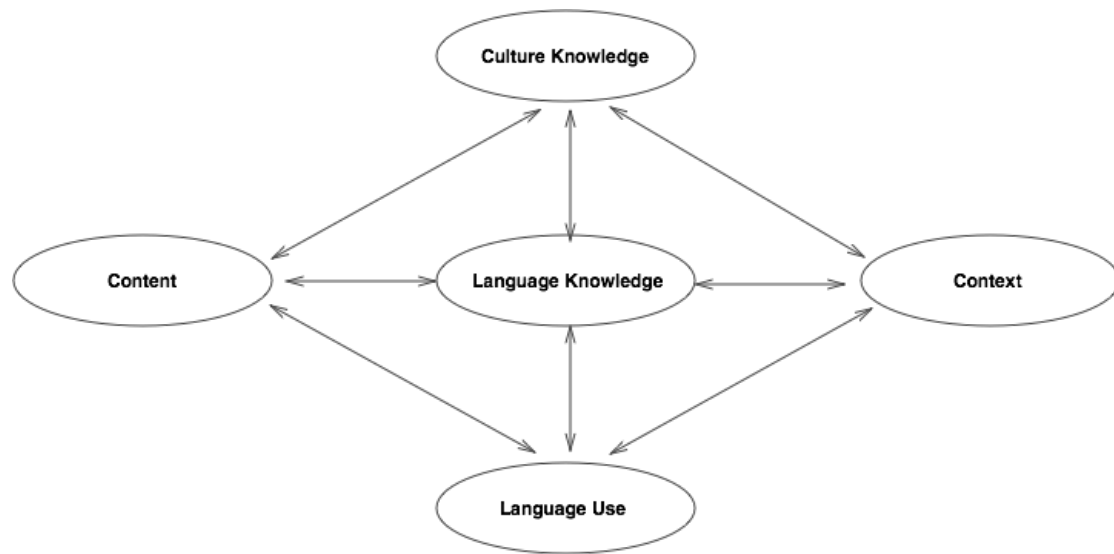 Culture Knowledge
Content
Language Knowledge
Context
Language Use